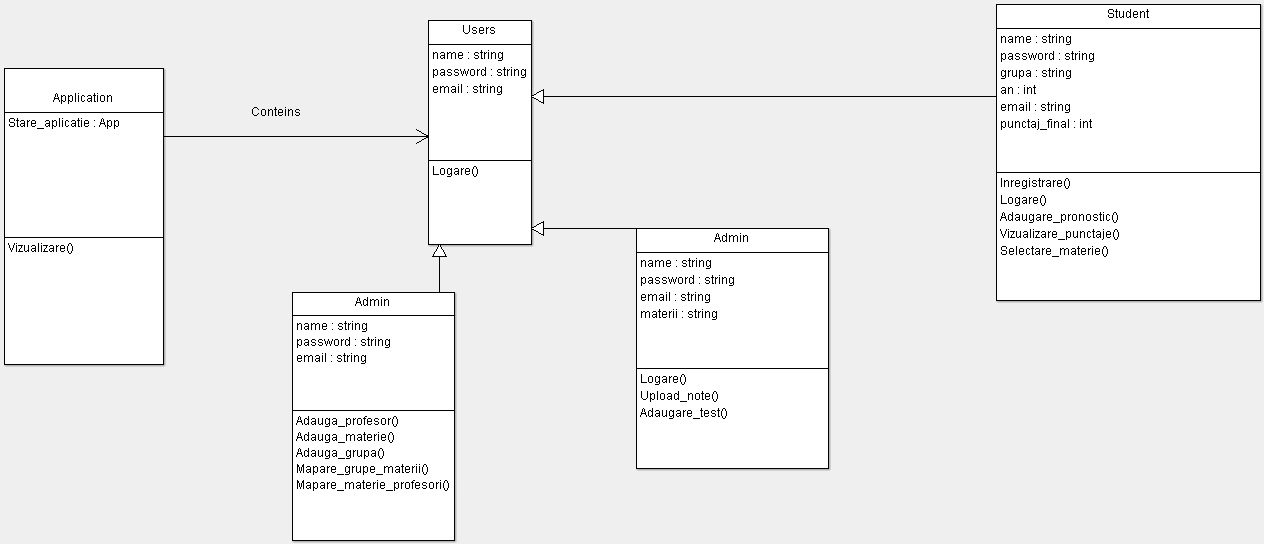 Application
Stare_aplicatie : App
Vizualizare()
Conteins
Users
name : string
password : string
email : string
Logare()
Admin
name : string
password : string
email : string
Adauga_profesor()
Adauga_materie()
Adauga_grupa()
Mapare_grupe_materii()
Mapare_materie_profesori()
Admin
name : string
password : string
email : string
materii : string
Logare()
Upload_note()
Adaugare_test()
Student
name : string
password : string
grupa : string
an : int
email : string
punctaj_final : int
Inregistrare()
Logare()
Adaugare_pronostic()
Vizualizare_punctaje()
Selectare_materie()